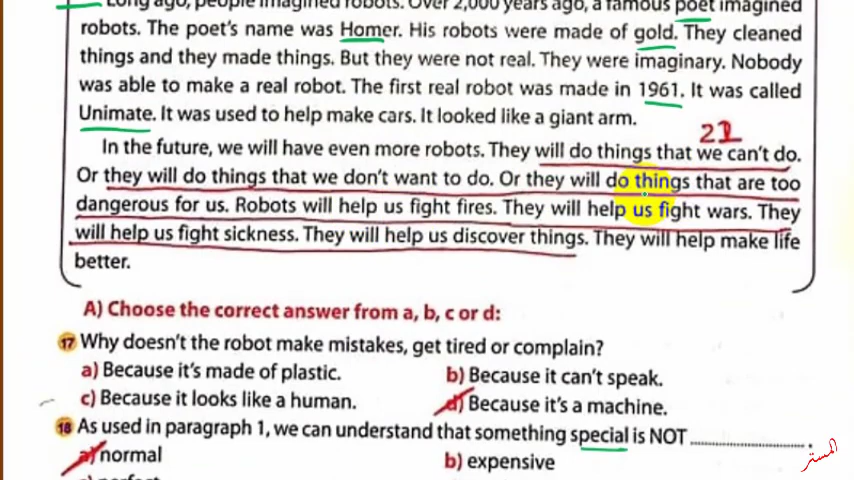 Long ago, people imagined robots. Over 2,000 years ago, a famous poet imagined
robots. The poet's name was Homer. His robots were made of gold. They cleaned
things and they made things. But they were not real. They were imaginary. Nobody
was able to make a real robot. The first real robot was made in 1961. It was called
Unimate. It was used to help make cars. It looked like a giant arm.
21
In the future, we will have even more robots. They will do things that we can't do.
Or they will do things that we don't want to do. Or they will do things that are too
dangerous for us. Robots will help us fight fires. They will help us fight wars. They
will help us fight sickness. They will help us discover things. They will help make life
better.
A) Choose the correct answer from a, b, c or d:
17 Why doesn't the robot make mistakes, get tired or complain?
a) Because it's made of plastic. b) Because it can't speak.
c) Because it looks like a human. d) Because it's a machine.
18 As used in paragraph 1, we can understand that something special is NOT ....................
a) normal b) expensive
المستر